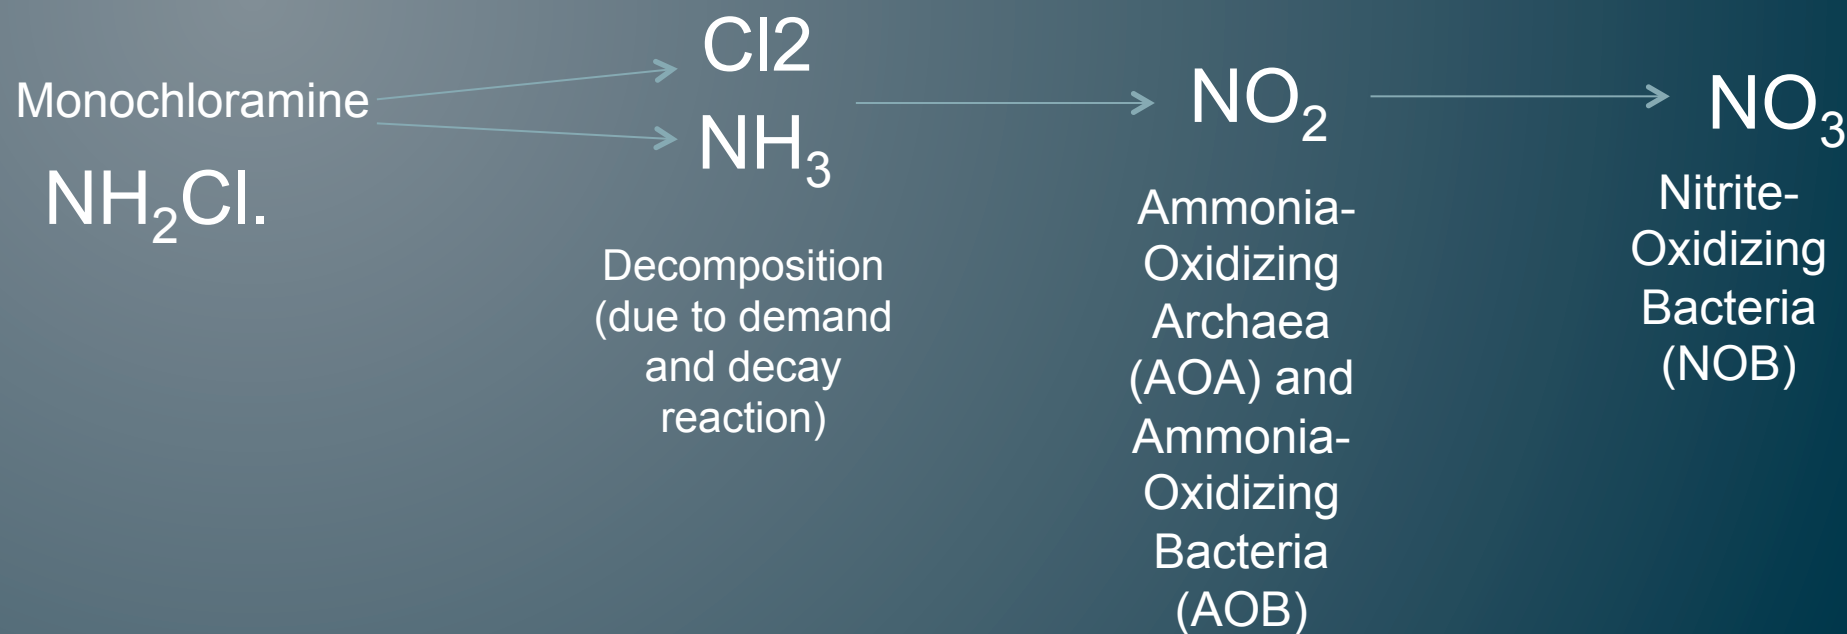 Monochloramine
NH₂Cl.
Cl2
NH₃
Decomposition
(due to demand
and decay
reaction)
NO₂
Ammonia-
Oxidizing
Archaea
(AOA) and
Ammonia-
Oxidizing
Bacteria
(AOB)
NO₃
Nitrite-
Oxidizing
Bacteria
(NOB)